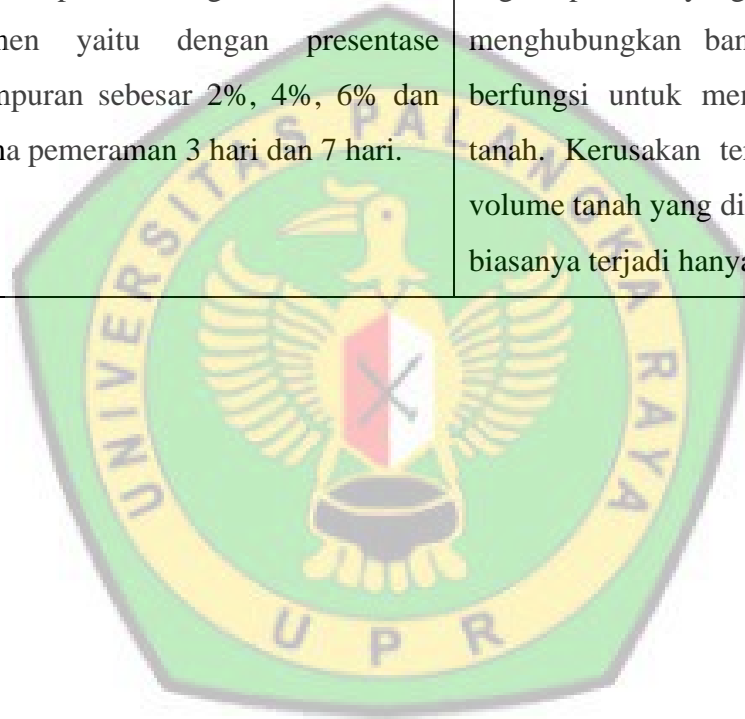 men yaitu dengan presentase
npuran sebesar 2%, 4%, 6% dan
na pemeraman 3 hari dan 7 hari.
menghubungkan ban
berfungsi untuk mer
tanah. Kerusakan ter
volume tanah yang di
biasanya terjadi hanya
UNIVERSITAS PALANGKA RAYA
UPR